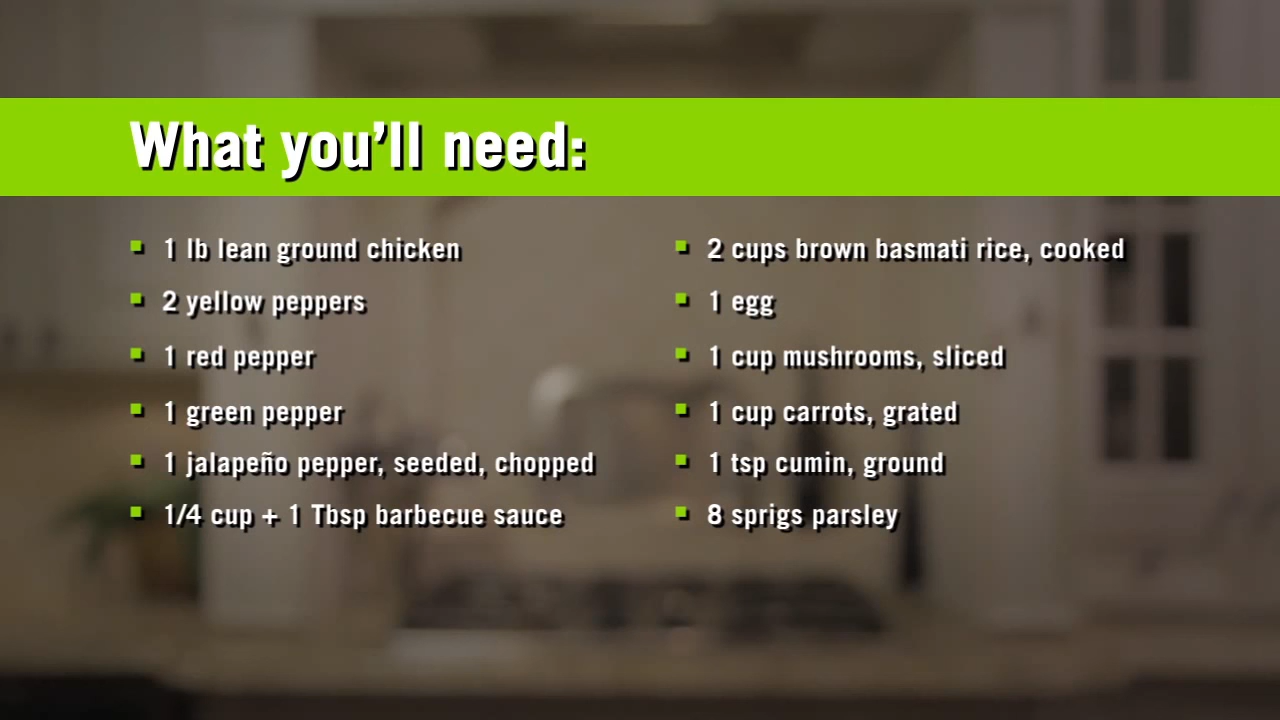 What you'll need:
1 lb lean ground chicken
2 yellow peppers
1 red pepper
1 green pepper
1 jalapeño pepper, seeded, chopped
1/4 cup + 1 Tbsp barbecue sauce
2 cups brown basmati rice, cooked
1 egg
1 cup mushrooms, sliced
1 cup carrots, grated
1 tsp cumin, ground
8 sprigs parsley